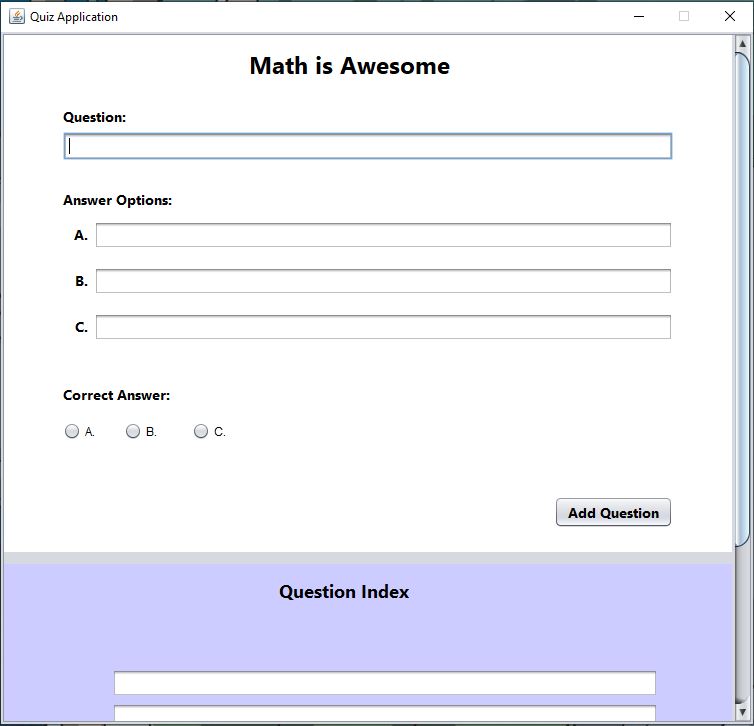 Quiz Application
Math is Awesome
Question:
Answer Options:
A.
B.
C.
Correct Answer:
A. B. C.
Add Question
Question Index